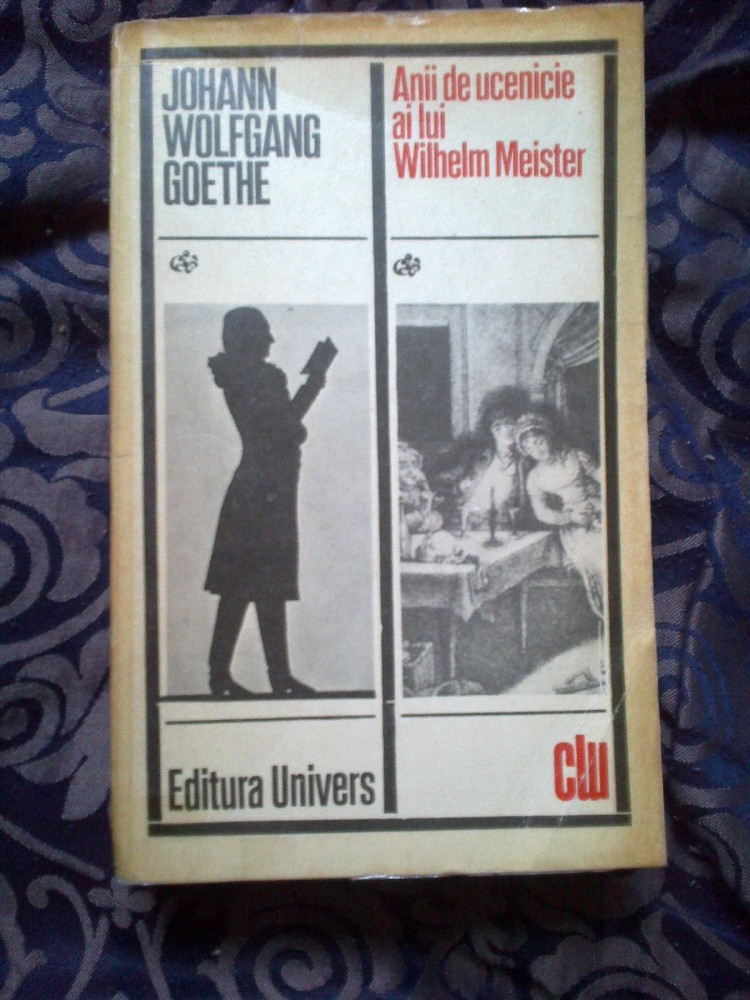 JOHANN
WOLFGANG
GOETHE
Anii de ucenicie
ai lui
Wilhelm Meister
Editura Univers
clu